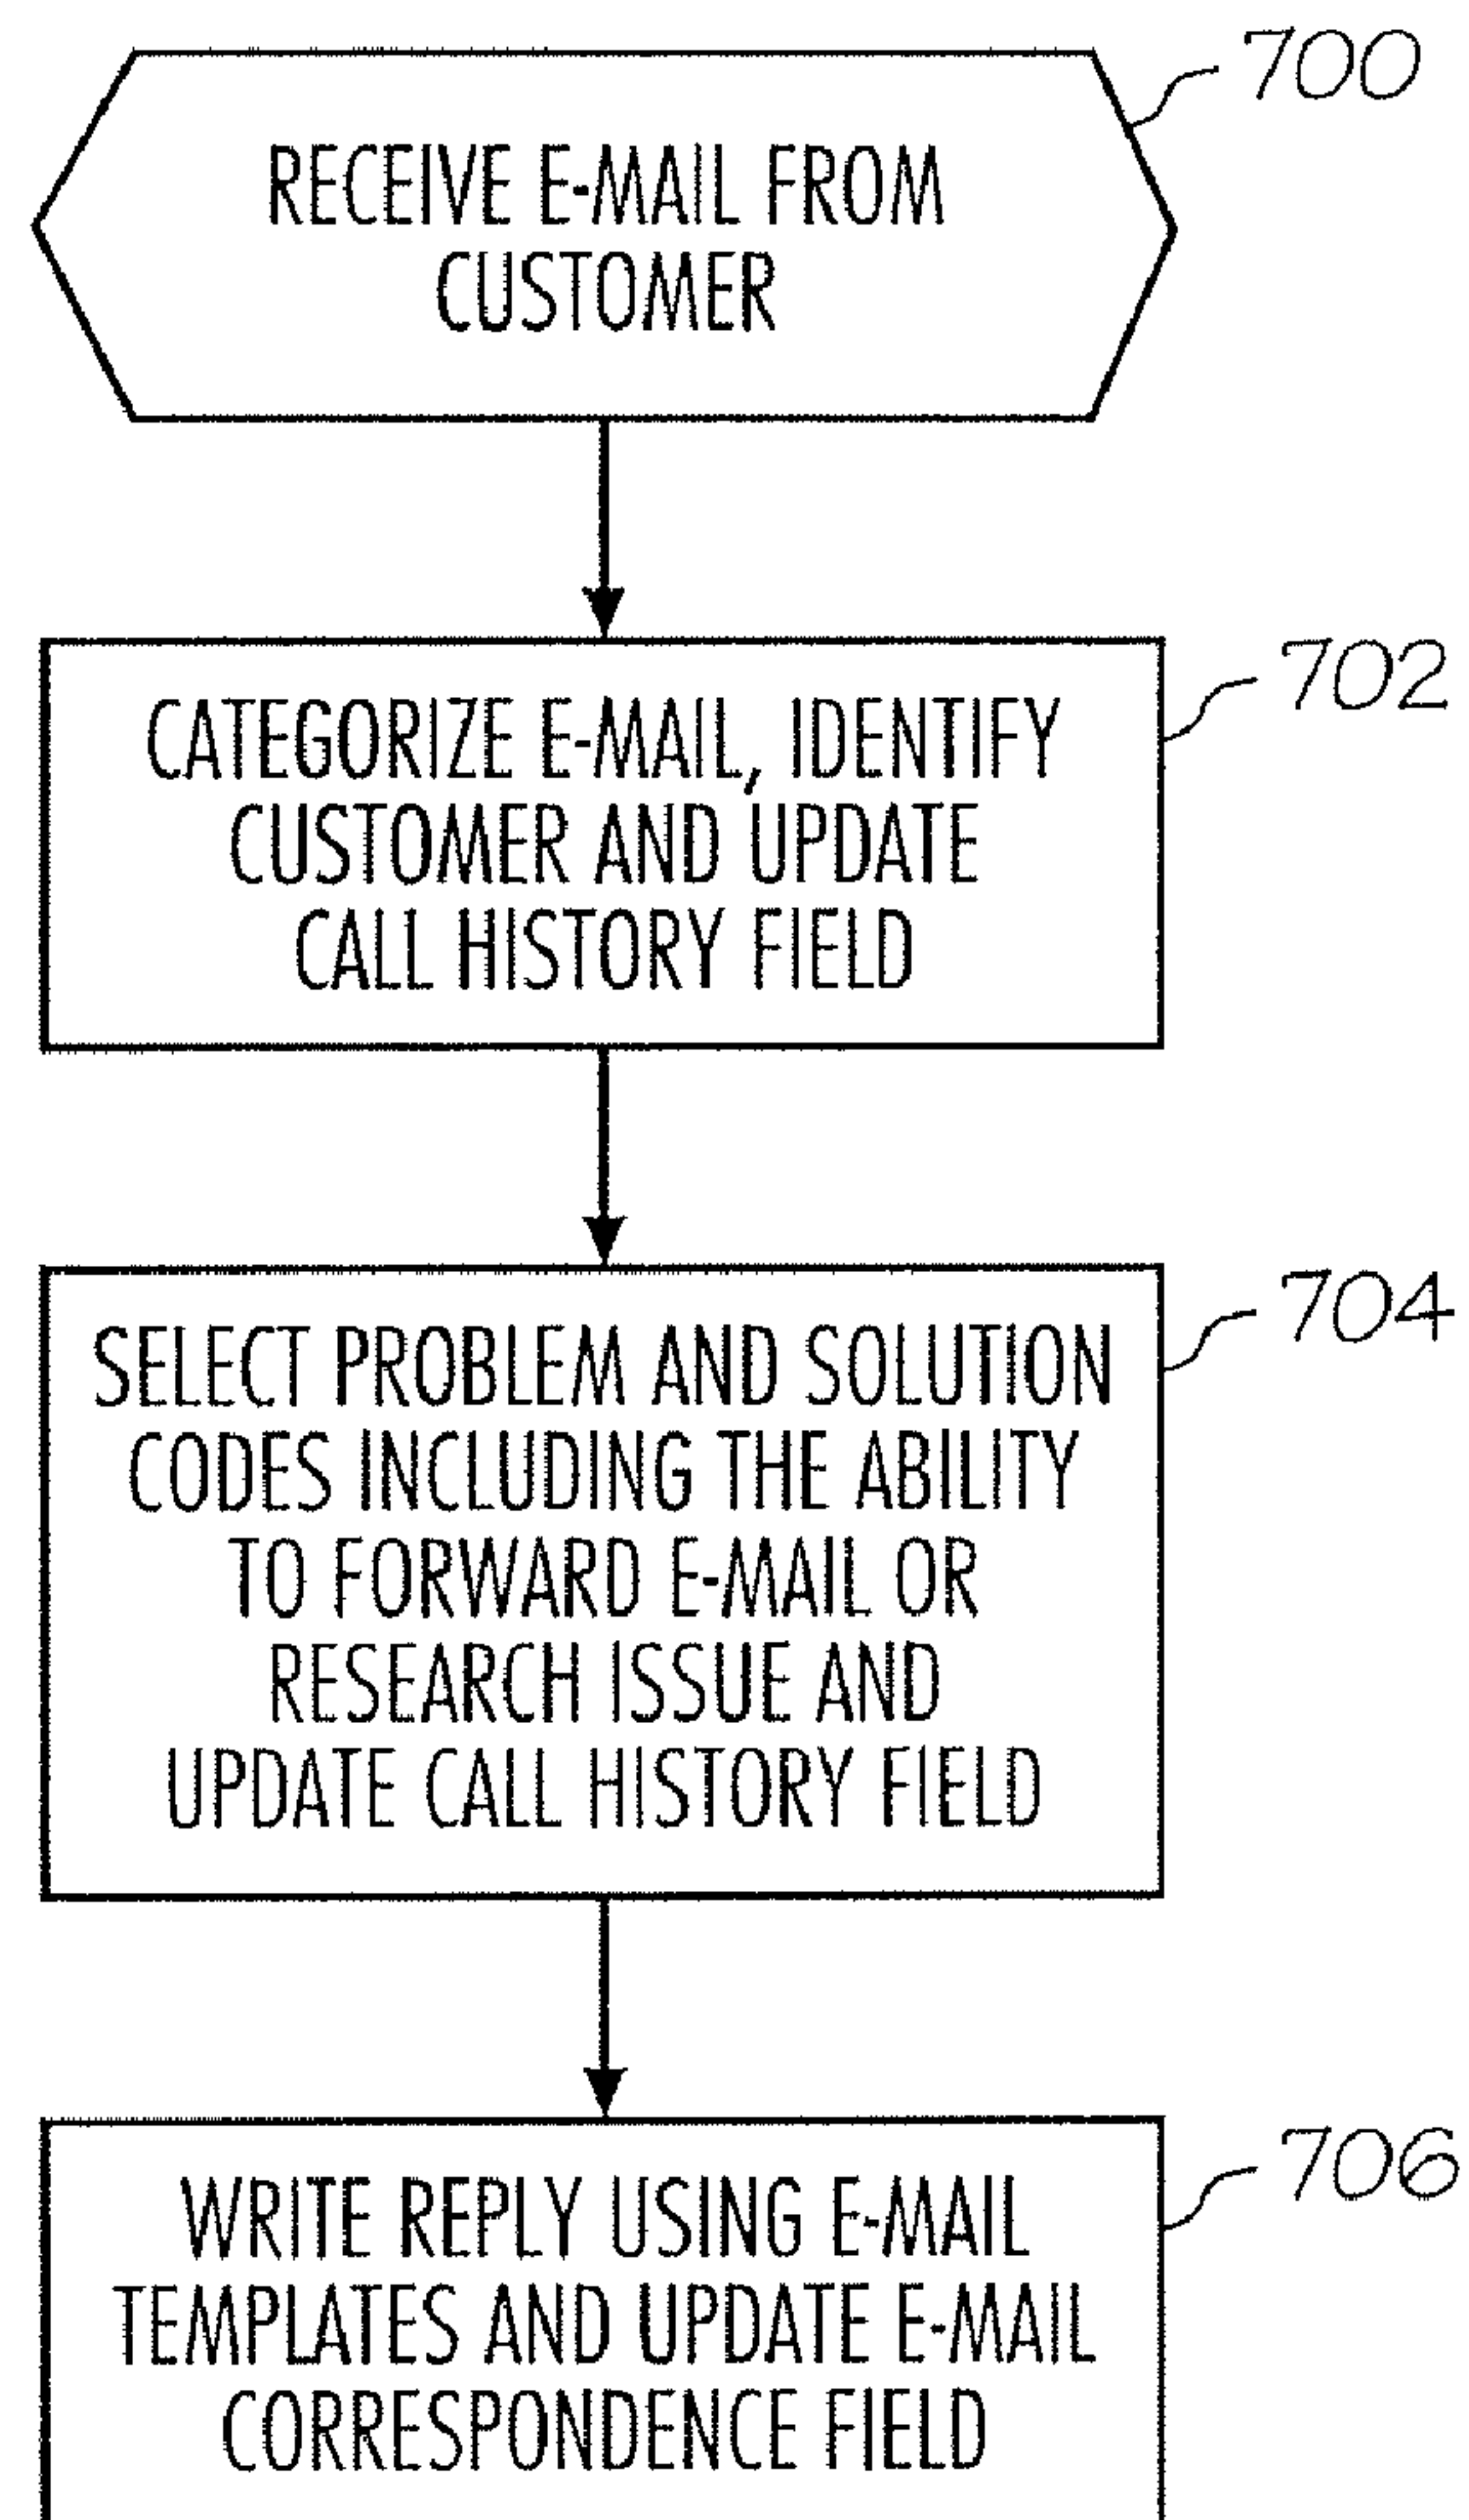 700
RECEIVE E-MAIL FROM
CUSTOMER
702
CATEGORIZE E-MAIL, IDENTIFY
CUSTOMER AND UPDATE
CALL HISTORY FIELD
704
SELECT PROBLEM AND SOLUTION
CODES INCLUDING THE ABILITY
TO FORWARD E-MAIL OR
RESEARCH ISSUE AND
UPDATE CALL HISTORY FIELD
706
WRITE REPLY USING E-MAIL
TEMPLATES AND UPDATE E-MAIL
CORRESPONDENCE FIELD